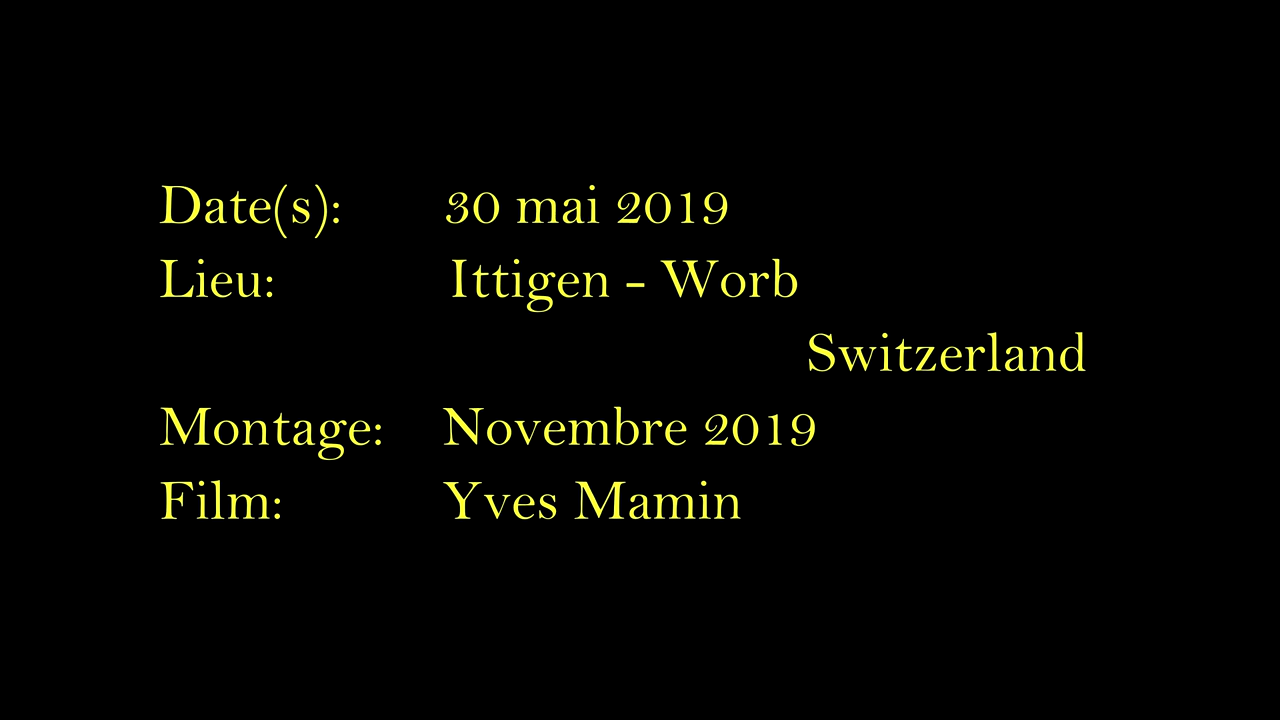 Date(s): 30 mai 2019
Lieu: Ittigen - Worb
Switzerland
Montage: Novembre 2019
Film: Yves Mamin